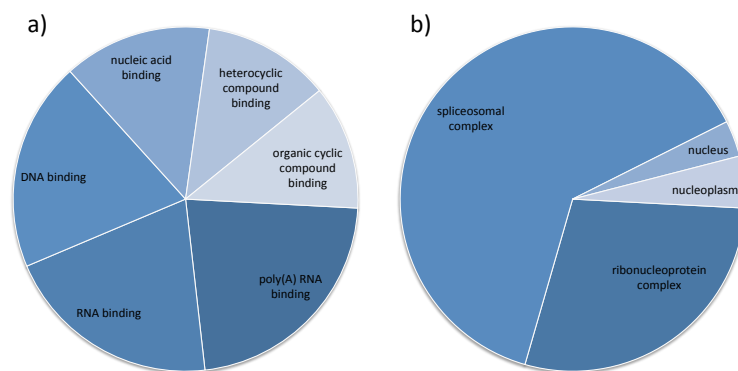 a)
nucleic acid
binding
heterocyclic
compound
binding
organic cyclic
compound
binding
DNA binding
RNA binding
poly(A) RNA
binding
b)
spliceosomal
complex
nucleus
nucleoplasm
ribonucleoprotein
complex